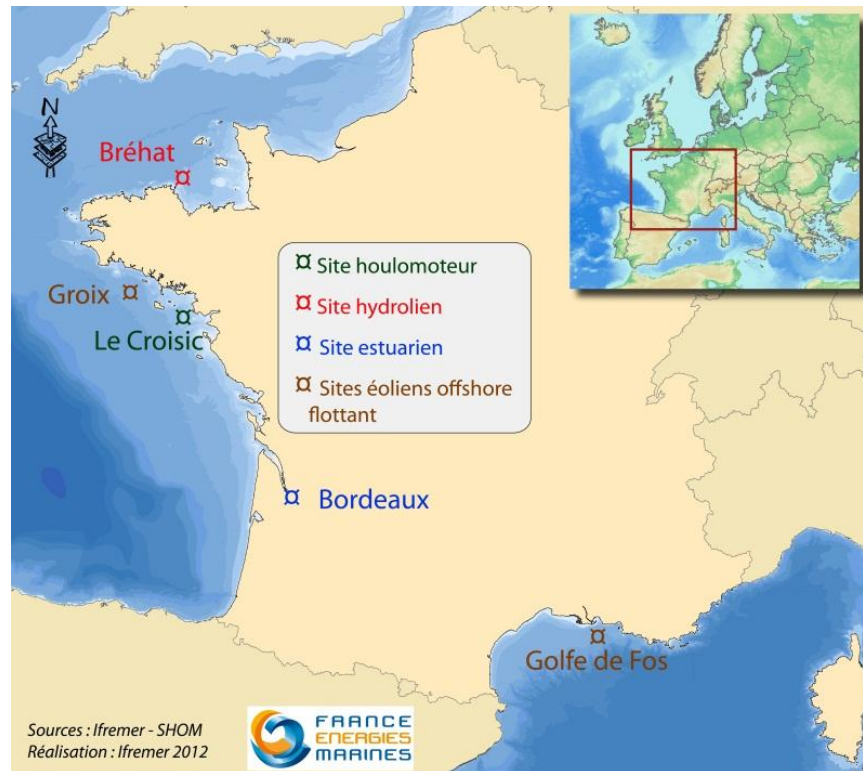 N
Bréhat
Groix
Le Croisic
¤ Site houlomoteur
¤ Site hydrolien
¤ Site estuarien
¤ Sites éoliens offshore
flottant
Bordeaux
Golfe de Fos
Sources : Ifremer - SHOM
Réalisation : Ifremer 2012
FRANCE
ENERGIES
MARINES